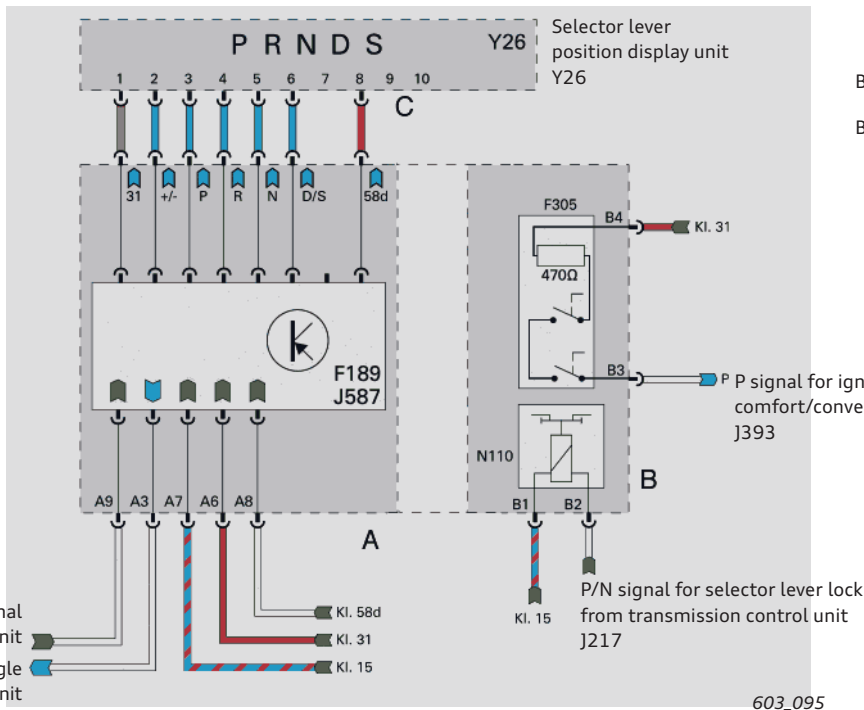 P R N D S Y26
1 2 3 4 5 6 7 8 9 10
C
Selector lever
position display unit
Y26
B
B
31 +/- P R N D/S 58d
F189
J587
A9 A3 A7 A6 A8
A
Kl. 58d
Kl. 31
Kl. 15
F305
B4
Kl. 31
470Ω
B3
P
P signal for ign
comfort/conve
J393
N110
B
B1 B2
Kl. 15
P/N signal for selector lever lock
from transmission control unit
J217
nal
nit
gle
nit
603_095